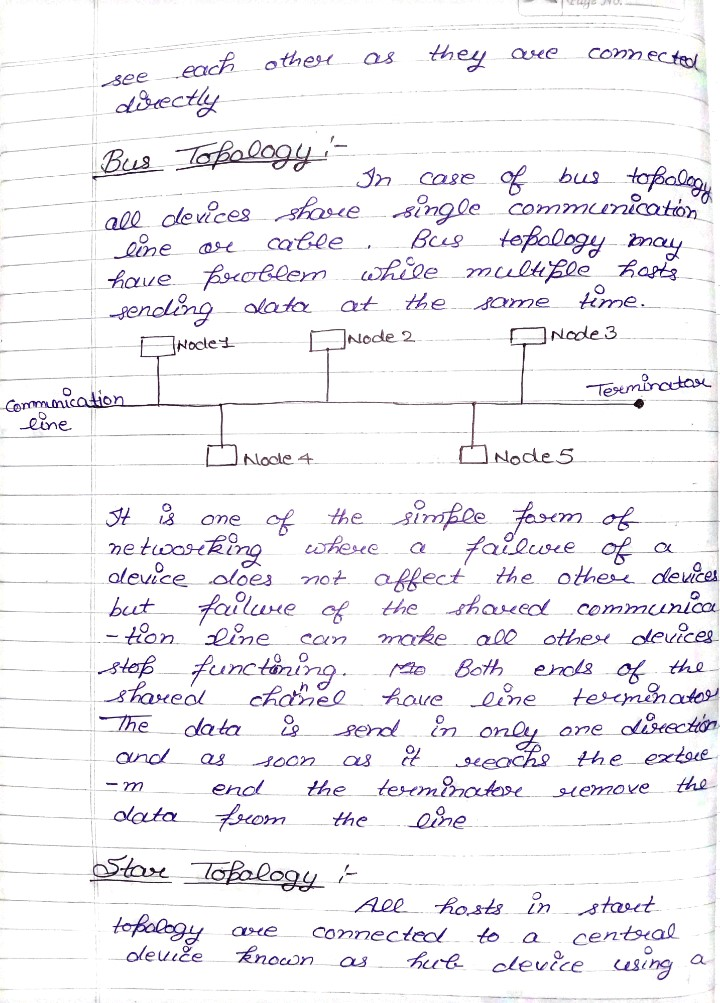 see each other as they are connected
directly
Bus Topology :-
In case of bus topology
all devices share single communication
line or cable . Bus topology may
have problem while multiple hosts
sending data at the same time.
Node 1 Node 2 Node 3
Terminator
Communication
line
Node 4 Node 5
It is one of the simple form of
networking where a failure of a
device does not affect the other devices
but failure of the shared communica
-tion line can make all other devices
stop functining. Both ends of the
shared channel have line terminator
The data is send in only one direction
and as soon as it reachs the extre
-m end the terminator remove the
data from the line
Star Topology :-
All hosts in start
topology are connected to a central
device known as hub device using a